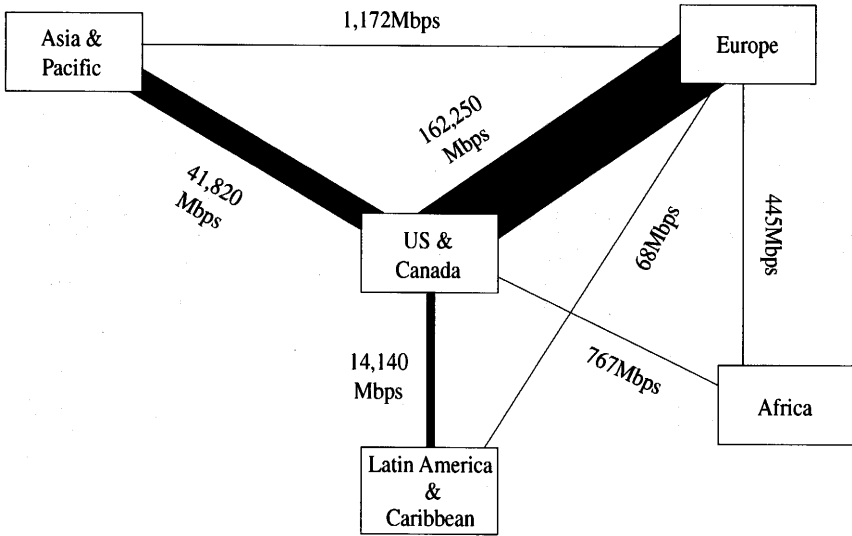 1,172Mbps
Asia &
Pacific
Europe
162,250
Mbps
41,820
Mbps
US &
Canada
68Mbps
445Mbps
14,140
Mbps
767Mbps
Africa
Latin America
&
Caribbean